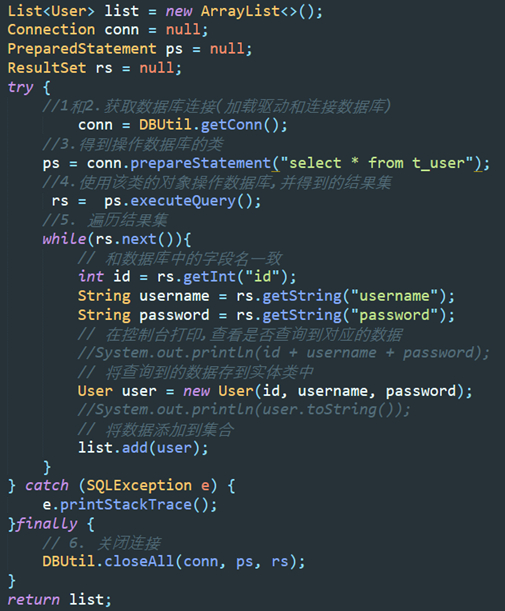 List<User> list = new ArrayList<>();
Connection conn = null;
PreparedStatement ps = null;
ResultSet rs = null;
try {
    //1和2.获取数据库连接(加载驱动和连接数据库)
        conn = DBUtil.getConn();
    //3.得到操作数据库的类
    ps = conn.prepareStatement("select * from t_user");
    //4.使用该类的对象操作数据库,并得到的结果集
     rs =  ps.executeQuery();
    //5. 遍历结果集
    while(rs.next()){
        // 和数据库中的字段名一致
        int id = rs.getInt("id");
        String username = rs.getString("username");
        String password = rs.getString("password");
        // 在控制台打印,查看是否查询到对应的数据
        //System.out.println(id + username + password);
        // 将查询到的数据存到实体类中
        User user = new User(id, username, password);
        //System.out.println(user.toString());
        // 将数据添加到集合
        list.add(user);
    }
} catch (SQLException e) {
    e.printStackTrace();
}finally {
    // 6. 关闭连接
    DBUtil.closeAll(conn, ps, rs);
}
return list;